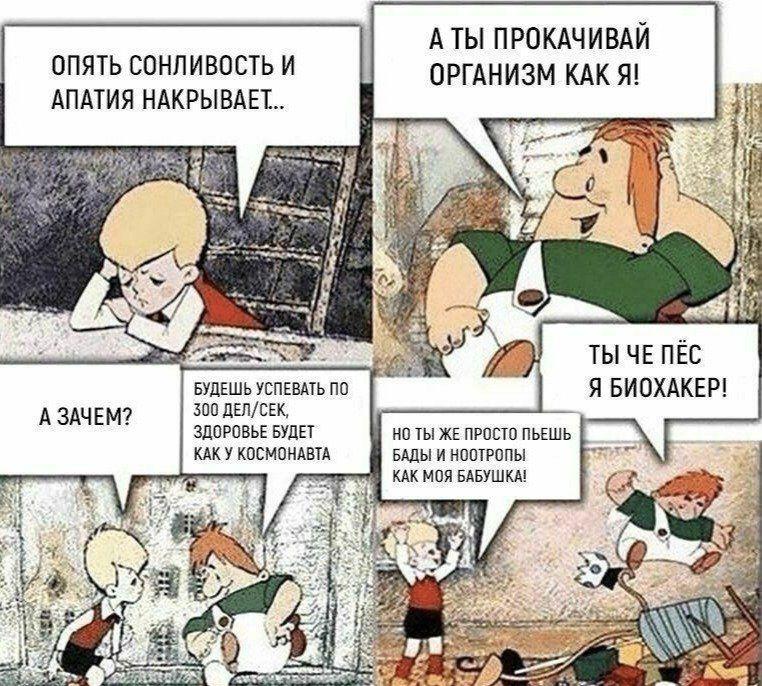 ОПЯТЬ СОНЛИВОСТЬ И
АПАТИЯ НАКРЫВАЕТ...
А ТЫ ПРОКАЧИВАЙ
ОРГАНИЗМ КАК Я!
А ЗАЧЕМ?
БУДЕШЬ УСПЕВАТЬ ПО
300 ДЕЛ/СЕК,
ЗДОРОВЬЕ БУДЕТ
КАК У КОСМОНАВТА
НО ТЫ ЖЕ ПРОСТО ПЬЕШЬ
БАДЫ И НООТРОПЫ
КАК МОЯ БАБУШКА!
ТЫ ЧЕ ПЁС
Я БИОХАКЕР!